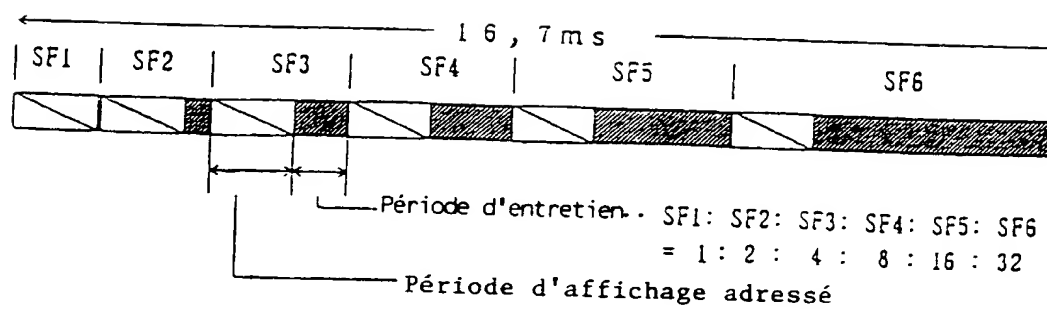 16,7ms
SF1 SF2 SF3 SF4 SF5 SF6
Période d'entretien.. SF1: SF2: SF3: SF4: SF5: SF6
= 1 : 2 : 4 : 8 : 16 : 32
Période d'affichage adressé